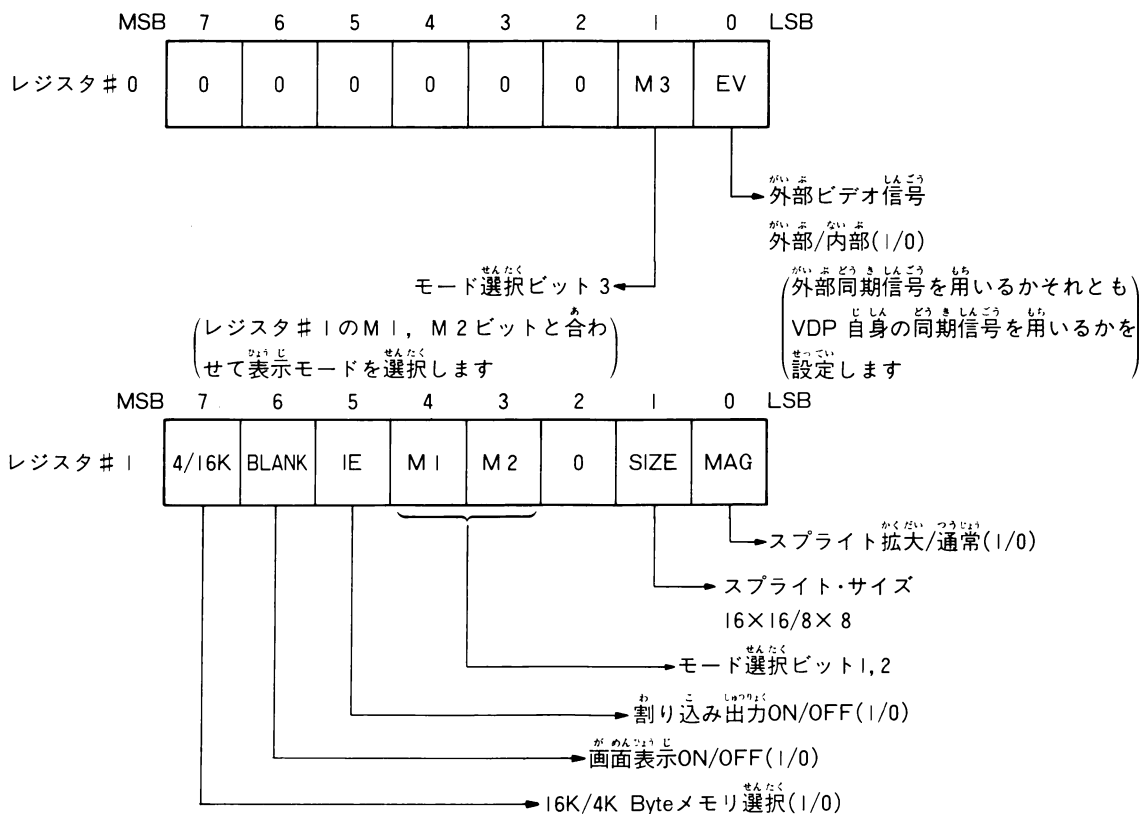 MSB 7 6 5 4 3 2 1 0 LSB
レジスタ#0 0 0 0 0 0 0 M3 EV
外部ビデオ信号
外部/内部(1/0)
(外部同期信号を用いるかそれとも
VDP 自身の同期信号を用いるかを
設定します)
モード選択ビット3
(レジスタ#1のM1, M2ビットと合わ
せて表示モードを選択します)
MSB 7 6 5 4 3 2 1 0 LSB
レジスタ#1 4/16K BLANK IE M1 M2 0 SIZE MAG
スプライト拡大/通常(1/0)
スプライト・サイズ
16×16/8×8
モード選択ビット1,2
割り込み出力ON/OFF(1/0)
画面表示ON/OFF(1/0)
16K/4K Byteメモリ選択(1/0)